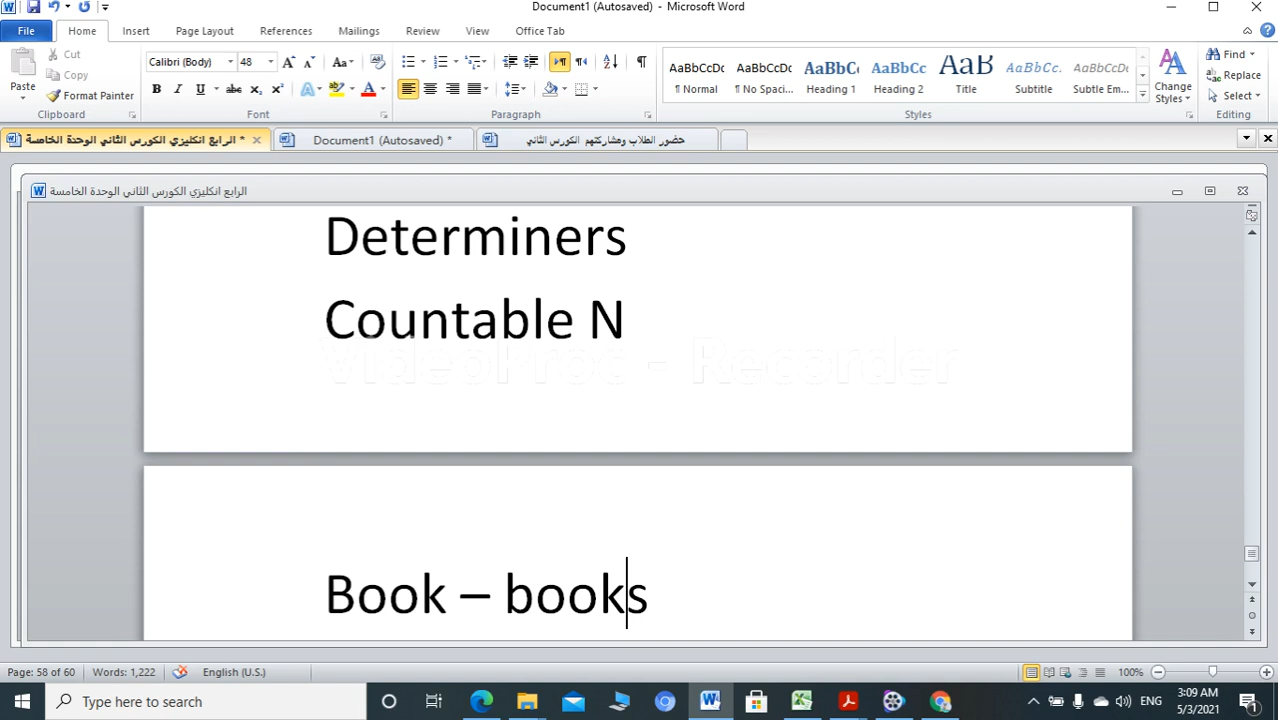 Document1 (Autosaved) - Microsoft Word
File Home Insert Page Layout References Mailings Review View Office Tab
Cut
Copy
Format Painter
Paste
Calibri (Body) 48
AaBbCcDc AaBbCcDc AaBbC AaBbCc AaB AaBbCc. AaBbCcDc
¶ Normal ¶ No Spaci... Heading 1 Heading 2 Title Subtitle Subtle Em...
Change Styles
Find
Replace
Select
Clipboard Font Paragraph Styles Editing
الرابع انكليزي الكورس الثاني الوحدة الخامسة *
Document1 (Autosaved) *
حضور الطلاب ومشاركتهم الكورس الثاني
الرابع انكليزي الكورس الثاني الوحدة الخامسة
Determiners
Countable N
VideoProc - Recorder
Book – books
Page: 58 of 60 Words: 1,222 English (U.S.) 100%
Type here to search
ENG
3:09 AM
5/3/2021
1